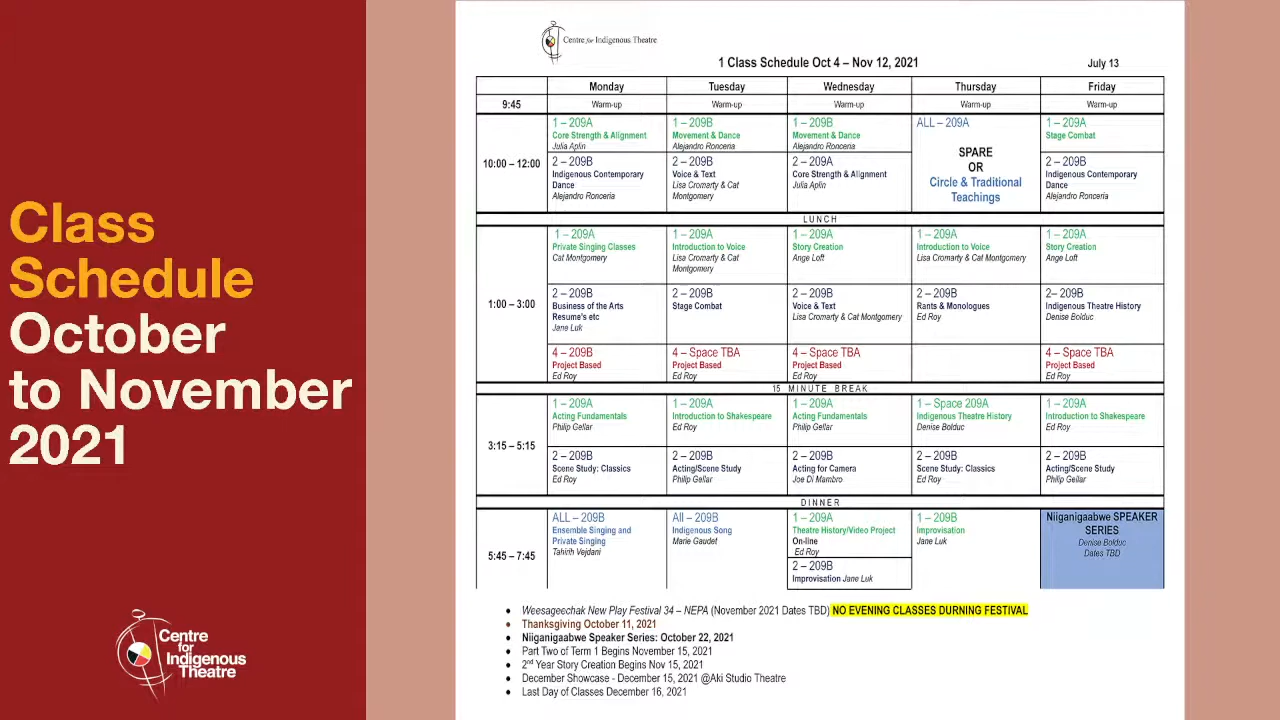 Class
Schedule
October
to November
2021
Centre
for
Indigenous
Theatre
Centre for Indigenous Theatre
1 Class Schedule Oct 4 – Nov 12, 2021
July 13
Monday Tuesday Wednesday Thursday Friday
9:45 Warm-up Warm-up Warm-up Warm-up Warm-up
10:00 – 12:00
1 – 209A
Core Strength & Alignment
Julia Aplin
2 – 209B
Indigenous Contemporary
Dance
Alejandro Ronceria
1 – 209B
Movement & Dance
Alejandro Ronceria
2 – 209B
Voice & Text
Lisa Cromarty & Cat
Montgomery
1 – 209B
Movement & Dance
Alejandro Ronceria
2 – 209A
Core Strength & Alignment
Julia Aplin
ALL – 209A
SPARE
OR
Circle & Traditional
Teachings
1 – 209A
Stage Combat
2 – 209B
Indigenous Contemporary
Dance
Alejandro Ronceria
LUNCH
1:00 – 3:00
1 – 209A
Private Singing Classes
Cat Montgomery
2 – 209B
Business of the Arts
Resume's etc
Jane Luk
4 – 209B
Project Based
Ed Roy
1 – 209A
Introduction to Voice
Lisa Cromarty & Cat
Montgomery
2 – 209B
Stage Combat
4 – Space TBA
Project Based
Ed Roy
1 – 209A
Story Creation
Ange Loft
2 – 209B
Voice & Text
Lisa Cromarty & Cat Montgomery
4 – Space TBA
Project Based
Ed Roy
1 – 209A
Introduction to Voice
Lisa Cromarty & Cat Montgomery
2 – 209B
Rants & Monologues
Ed Roy
1 – 209A
Story Creation
Ange Loft
2– 209B
Indigenous Theatre History
Denise Bolduc
4 – Space TBA
Project Based
Ed Roy
15 MINUTE BREAK
3:15 – 5:15
1 – 209A
Acting Fundamentals
Philip Gellar
2 – 209B
Scene Study: Classics
Ed Roy
1 – 209A
Introduction to Shakespeare
Ed Roy
2 – 209B
Acting/Scene Study
Philip Gellar
1 – 209A
Acting Fundamentals
Philip Gellar
2 – 209B
Acting for Camera
Joe Di Mambro
1 – Space 209A
Indigenous Theatre History
Denise Bolduc
2 – 209B
Scene Study: Classics
Ed Roy
1 – 209A
Introduction to Shakespeare
Ed Roy
2 – 209B
Acting/Scene Study
Philip Gellar
DINNER
5:45 – 7:45
ALL – 209B
Ensemble Singing and
Private Singing
Tahirih Vejdani
All – 209B
Indigenous Song
Marie Gaudet
1 – 209A
Theatre History/Video Project
On-line
Ed Roy
2 – 209B
Improvisation Jane Luk
1 – 209B
Improvisation
Jane Luk
Niiganigaabwe SPEAKER
SERIES
Denise Bolduc
Dates TBD
• Weesageechak New Play Festival 34 – NEPA (November 2021 Dates TBD) NO EVENING CLASSES DURNING FESTIVAL
• Thanksgiving October 11, 2021
• Niiganigaabwe Speaker Series: October 22, 2021
• Part Two of Term 1 Begins November 15, 2021
• 2nd Year Story Creation Begins Nov 15, 2021
• December Showcase - December 15, 2021 @Aki Studio Theatre
• Last Day of Classes December 16, 2021